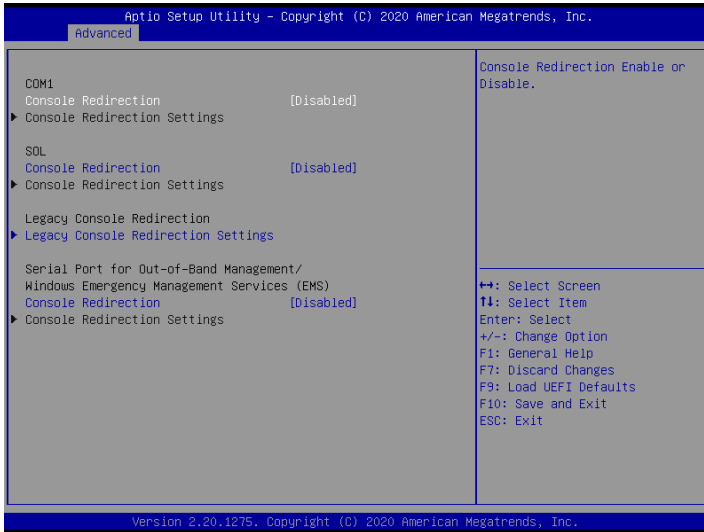 Aptio Setup Utility – Copyright (C) 2020 American Megatrends, Inc.
Advanced
COM1
Console Redirection [Disabled]
▶ Console Redirection Settings
SOL
Console Redirection [Disabled]
▶ Console Redirection Settings
Legacy Console Redirection
▶ Legacy Console Redirection Settings
Serial Port for Out-of-Band Management/
Windows Emergency Management Services (EMS)
Console Redirection [Disabled]
▶ Console Redirection Settings
Console Redirection Enable or
Disable.
↔: Select Screen
↑↓: Select Item
Enter: Select
+/-: Change Option
F1: General Help
F7: Discard Changes
F9: Load UEFI Defaults
F10: Save and Exit
ESC: Exit
Version 2.20.1275. Copyright (C) 2020 American Megatrends, Inc.